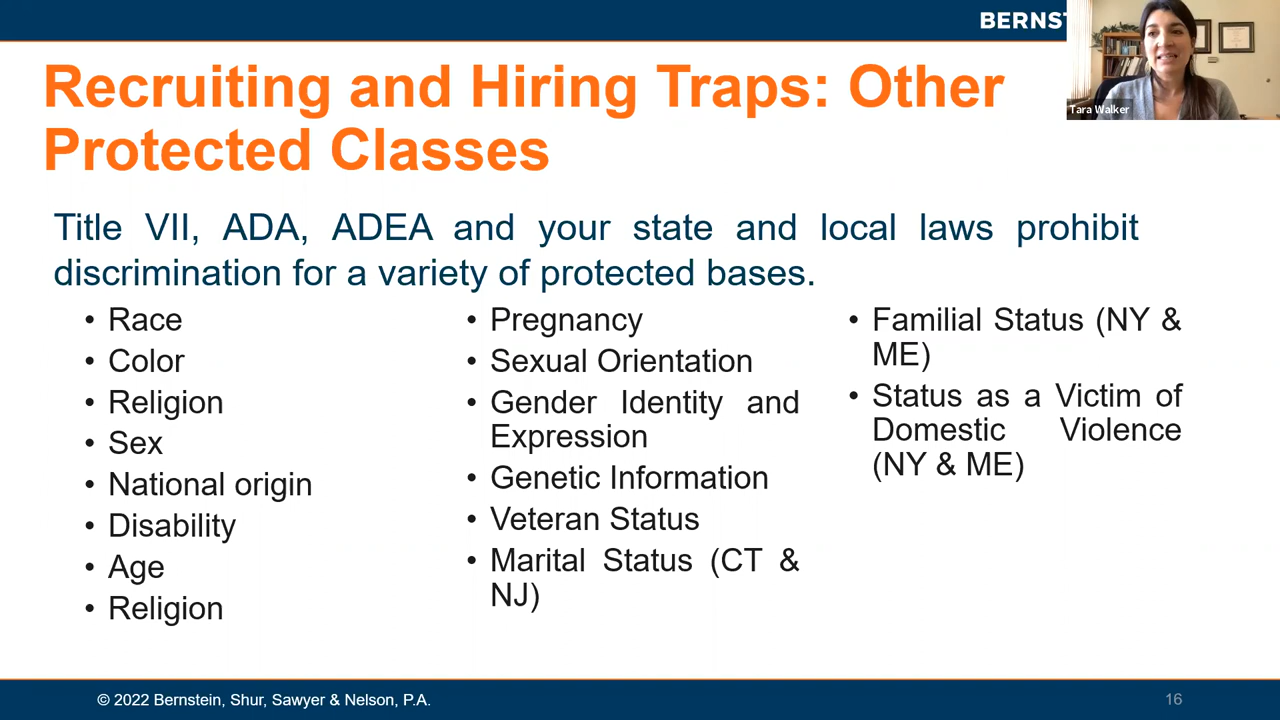 BERNST
Tara Walker
Recruiting and Hiring Traps: Other
Protected Classes
Title VII, ADA, ADEA and your state and local laws prohibit
discrimination for a variety of protected bases.
• Race
• Color
• Religion
• Sex
• National origin
• Disability
• Age
• Religion
• Pregnancy
• Sexual Orientation
• Gender Identity and
Expression
• Genetic Information
• Veteran Status
• Marital Status (CT &
NJ)
• Familial Status (NY &
ME)
• Status as a Victim of
Domestic Violence
(NY & ME)
© 2022 Bernstein, Shur, Sawyer & Nelson, P.A.
16